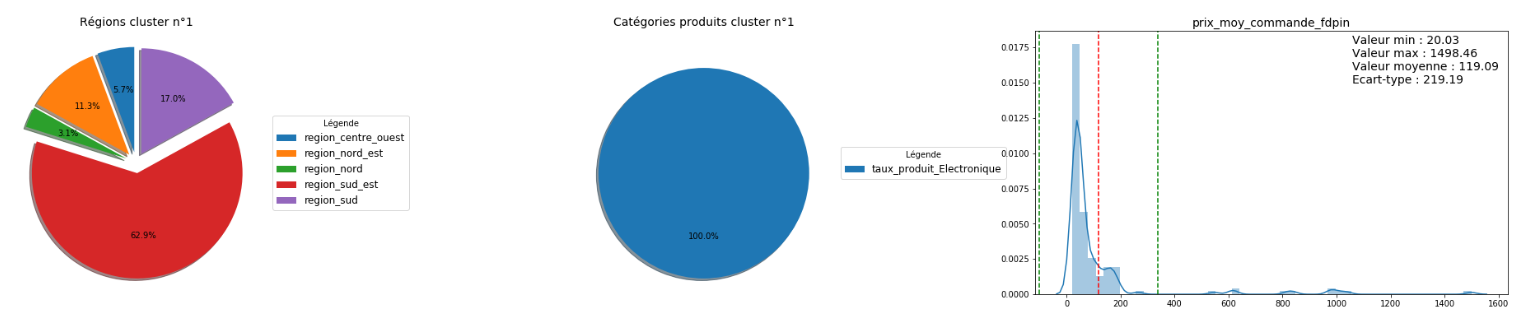 Régions cluster n°1
5.7%
11.3%
17.0%
3.1%
62.9%
Légende
region_centre_ouest
region_nord_est
region_nord
region_sud_est
region_sud
Catégories produits cluster n°1
100.0%
Légende
taux_produit_Electronique
prix_moy_commande_fdpin
Valeur min : 20.03
Valeur max : 1498.46
Valeur moyenne : 119.09
Ecart-type : 219.19
0.0175
0.0150
0.0125
0.0100
0.0075
0.0050
0.0025
0.0000
0 200 400 600 800 1000 1200 1400 1600